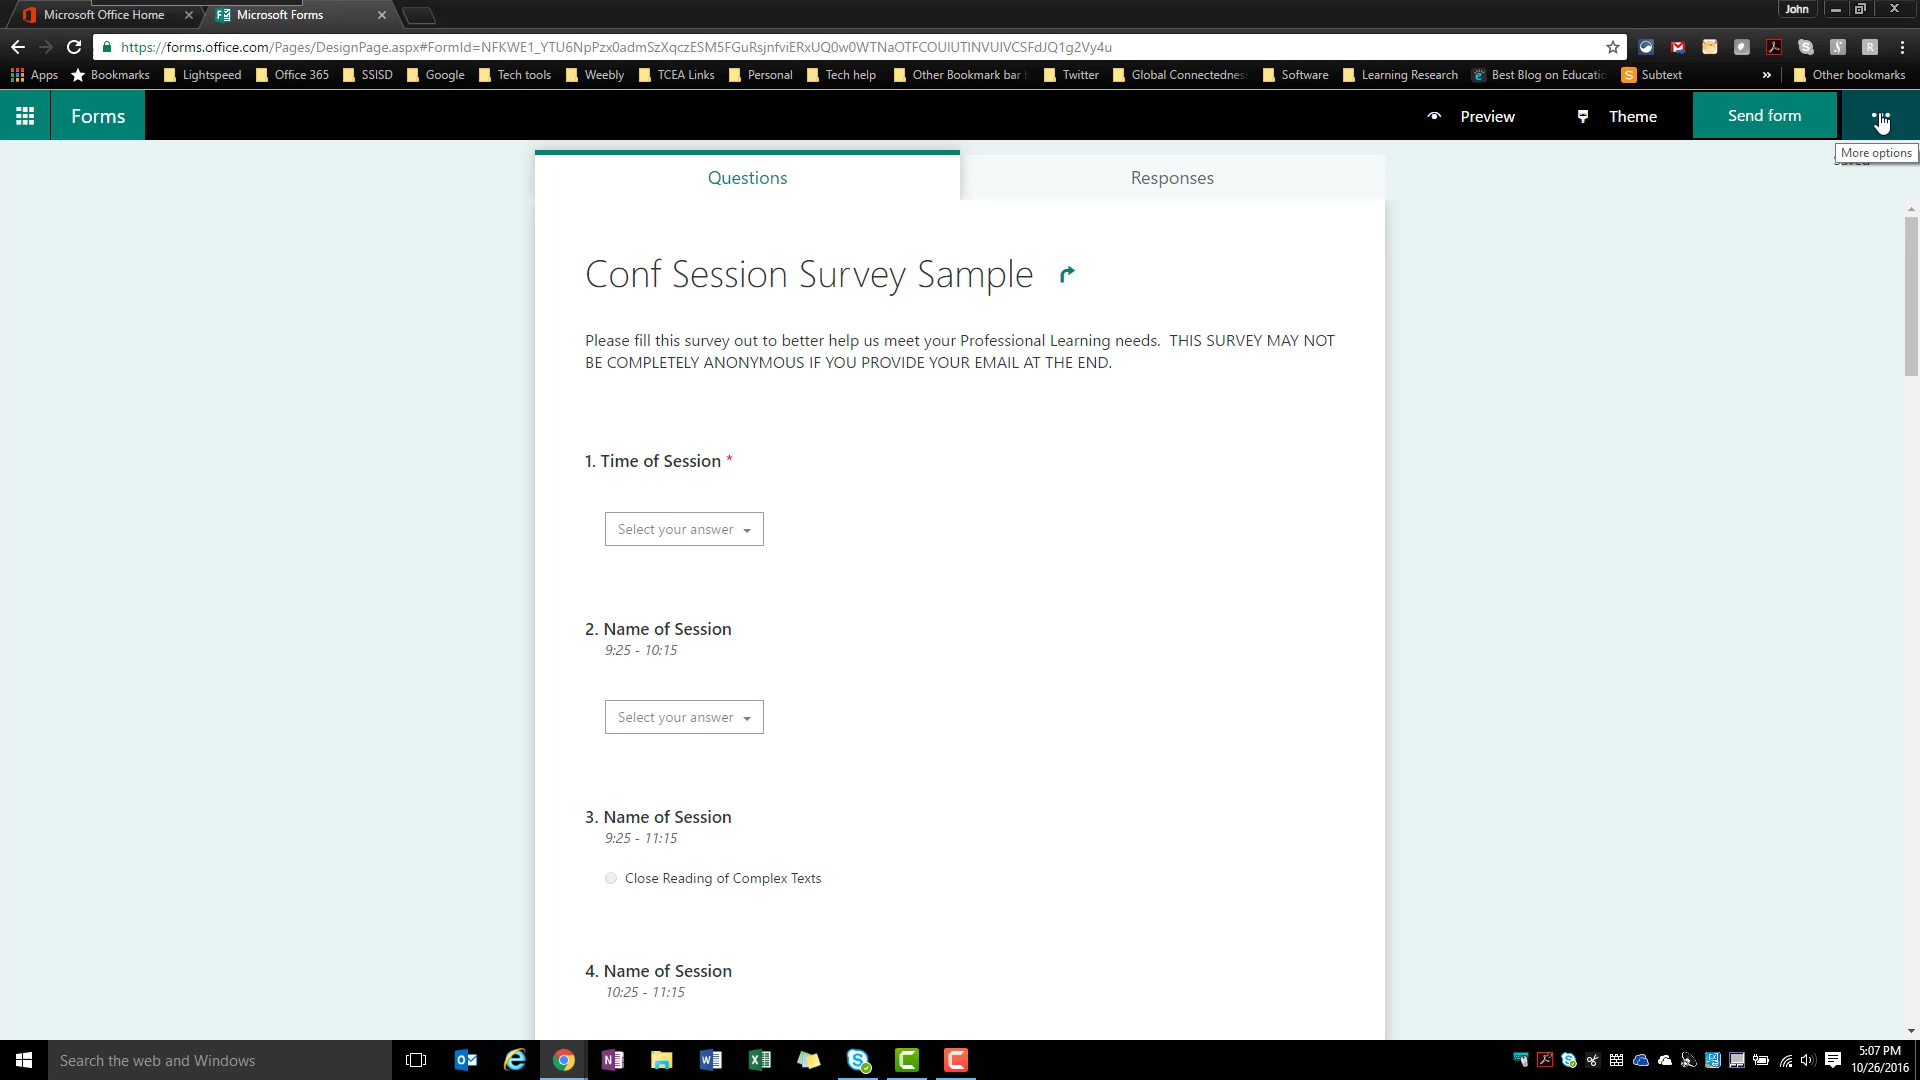 Microsoft Office Home
Microsoft Forms
John
https://forms.office.com/Pages/DesignPage.aspx#FormId=NFKWE1_YTU6NpPzx0admSzXqczESM5FGuRsjnfviERxUQ0w0WTNaOTFCOUlUTlNVUlVCSFdJQ1g2Vy4u
Apps
Bookmarks
Lightspeed
Office 365
SSISD
Google
Tech tools
Weebly
TCEA Links
Personal
Tech help
Other Bookmark bar
Twitter
Global Connectednes
Software
Learning Research
Best Blog on Educatio
Subtext
Other bookmarks
Forms
Preview
Theme
Send form
More options
Questions
Responses
Conf Session Survey Sample
Please fill this survey out to better help us meet your Professional Learning needs. THIS SURVEY MAY NOT
BE COMPLETELY ANONYMOUS IF YOU PROVIDE YOUR EMAIL AT THE END.
1. Time of Session *
Select your answer
2. Name of Session
9:25 - 10:15
Select your answer
3. Name of Session
9:25 - 11:15
Close Reading of Complex Texts
4. Name of Session
10:25 - 11:15
Search the web and Windows
5:07 PM
10/26/2016